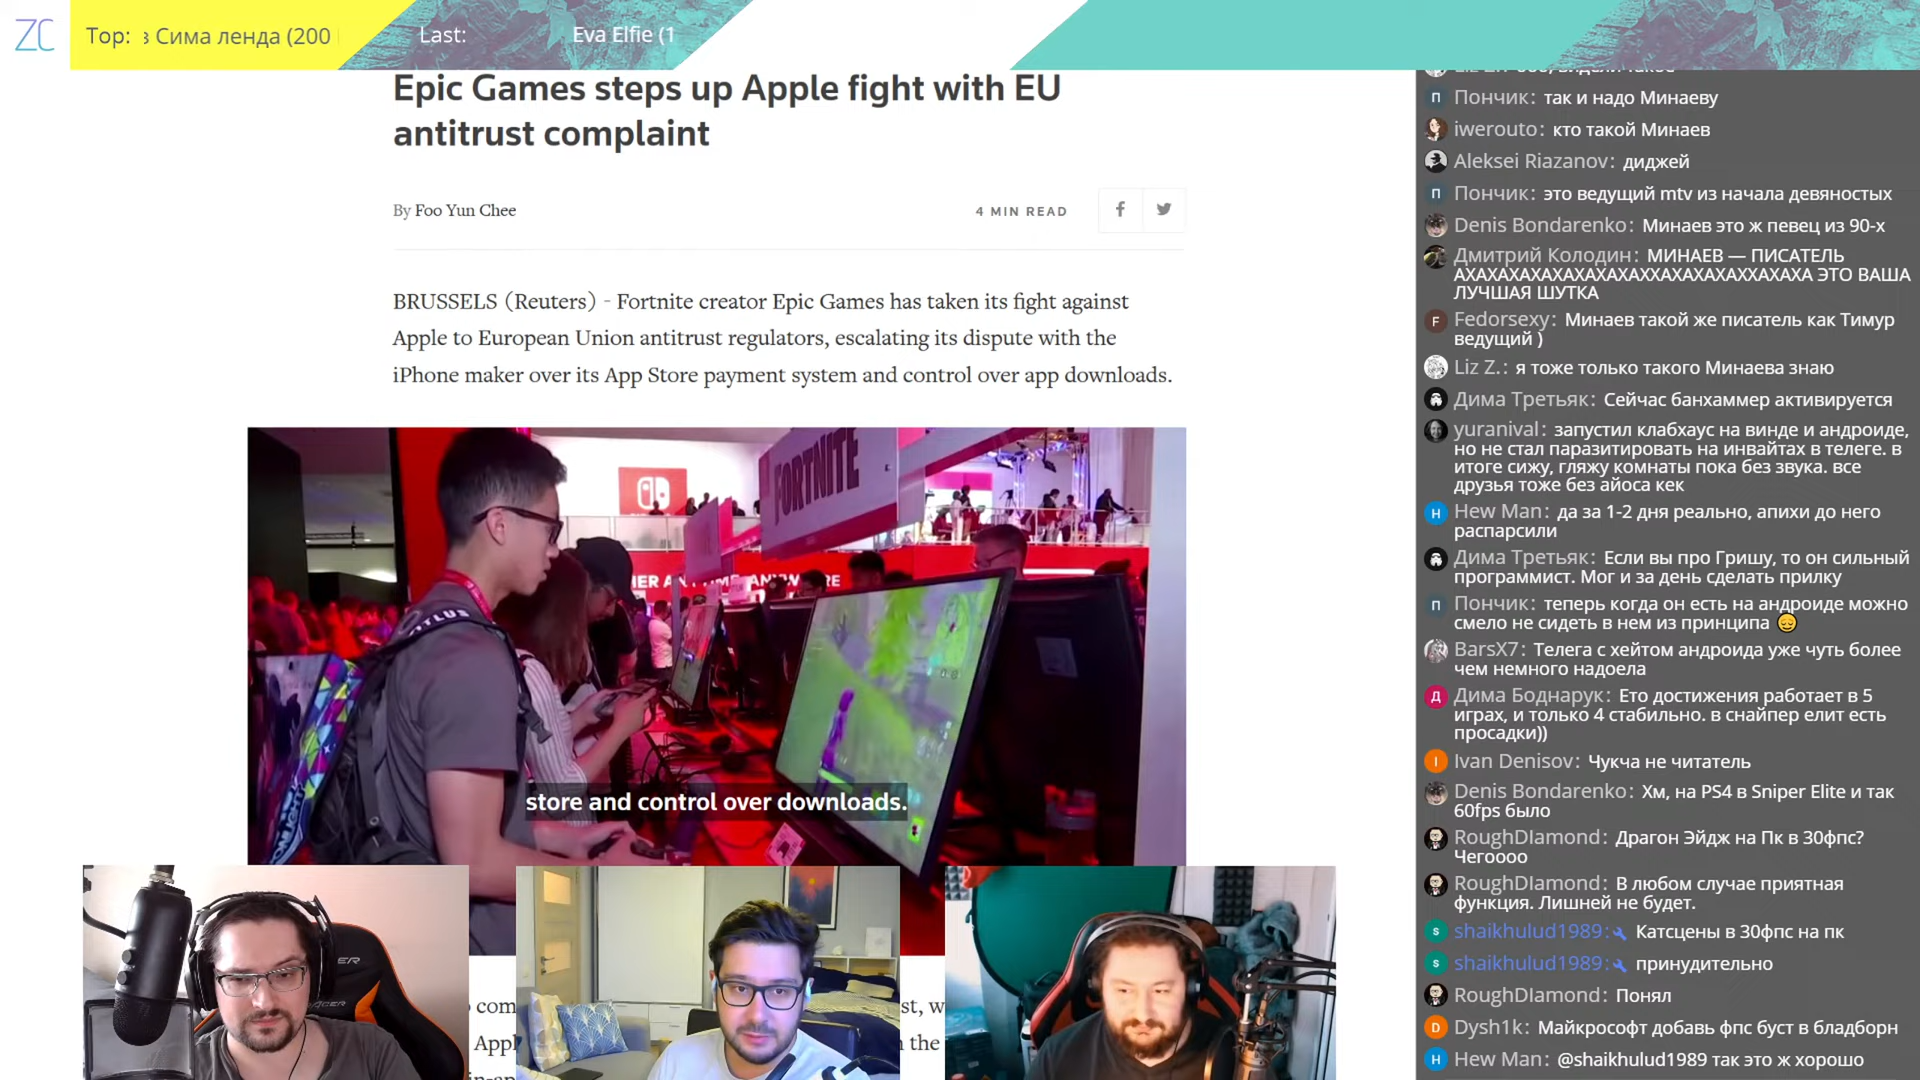 ZC
Top:
Сима ленда (200
Last:
Eva Elfie (1
Epic Games steps up Apple fight with EU
antitrust complaint
By Foo Yun Chee
4 MIN READ
BRUSSELS (Reuters) - Fortnite creator Epic Games has taken its fight against
Apple to European Union antitrust regulators, escalating its dispute with the
iPhone maker over its App Store payment system and control over app downloads.
FORTNITE
store and control over downloads.
Пончик: так и надо Минаеву
iwerouto: кто такой Минаев
Aleksei Riazanov: диджей
Пончик: это ведущий mtv из начала девяностых
Denis Bondarenko: Минаев это ж певец из 90-х
Дмитрий Колодин: МИНАЕВ — ПИСАТЕЛЬ
АХАХАХАХАХАХАХАХАХХАХАХАХАХХАХАХА ЭТО ВАША
ЛУЧШАЯ ШУТКА
Fedorsexy: Минаев такой же писатель как Тимур
ведущий )
Liz Z.: я тоже только такого Минаева знаю
Дима Третьяк: Сейчас банхаммер активируется
yuranival: запустил клабхаус на винде и андроиде,
но не стал паразитировать на инвайтах в телеге. в
итоге сижу, гляжу комнаты пока без звука. все
друзья тоже без айоса кек
Hew Man: да за 1-2 дня реально, апихи до него
распарсили
Дима Третьяк: Если вы про Гришу, то он сильный
программист. Мог и за день сделать прилку
Пончик: теперь когда он есть на андроиде можно
смело не сидеть в нем из принципа
BarsX7: Телега с хейтом андроида уже чуть более
чем немного надоела
Дима Боднарук: Ето достижения работает в 5
играх, и только 4 стабильно. в снайпер елит есть
просадки))
Ivan Denisov: Чукча не читатель
Denis Bondarenko: Хм, на PS4 в Sniper Elite и так
60fps было
RoughDIamond: Драгон Эйдж на Пк в 30фпс?
Чегоооо
RoughDIamond: В любом случае приятная
функция. Лишней не будет.
shaikhulud1989: Катсцены в 30фпс на пк
shaikhulud1989: принудительно
RoughDIamond: Понял
Dysh1k: Майкрософт добавь фпс буст в бладборн
Hew Man: @shaikhulud1989 так это ж хорошо